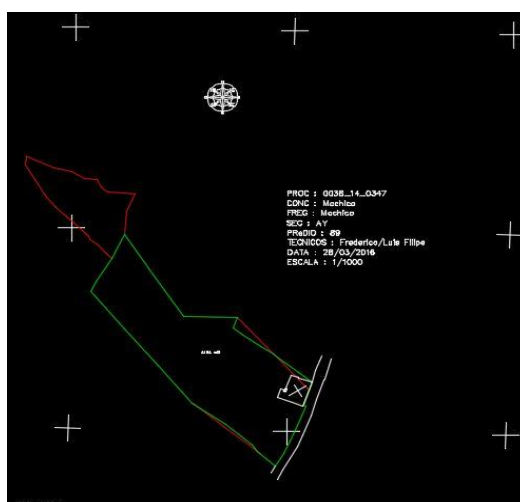 PROC : 0038_14_0347
CONC : Machico
FREG : Machico
SEC : AY
PReDIO : 89
TECNICOS : Frederico/Luis Filipe
DATA : 28/03/2016
ESCALA : 1/1000